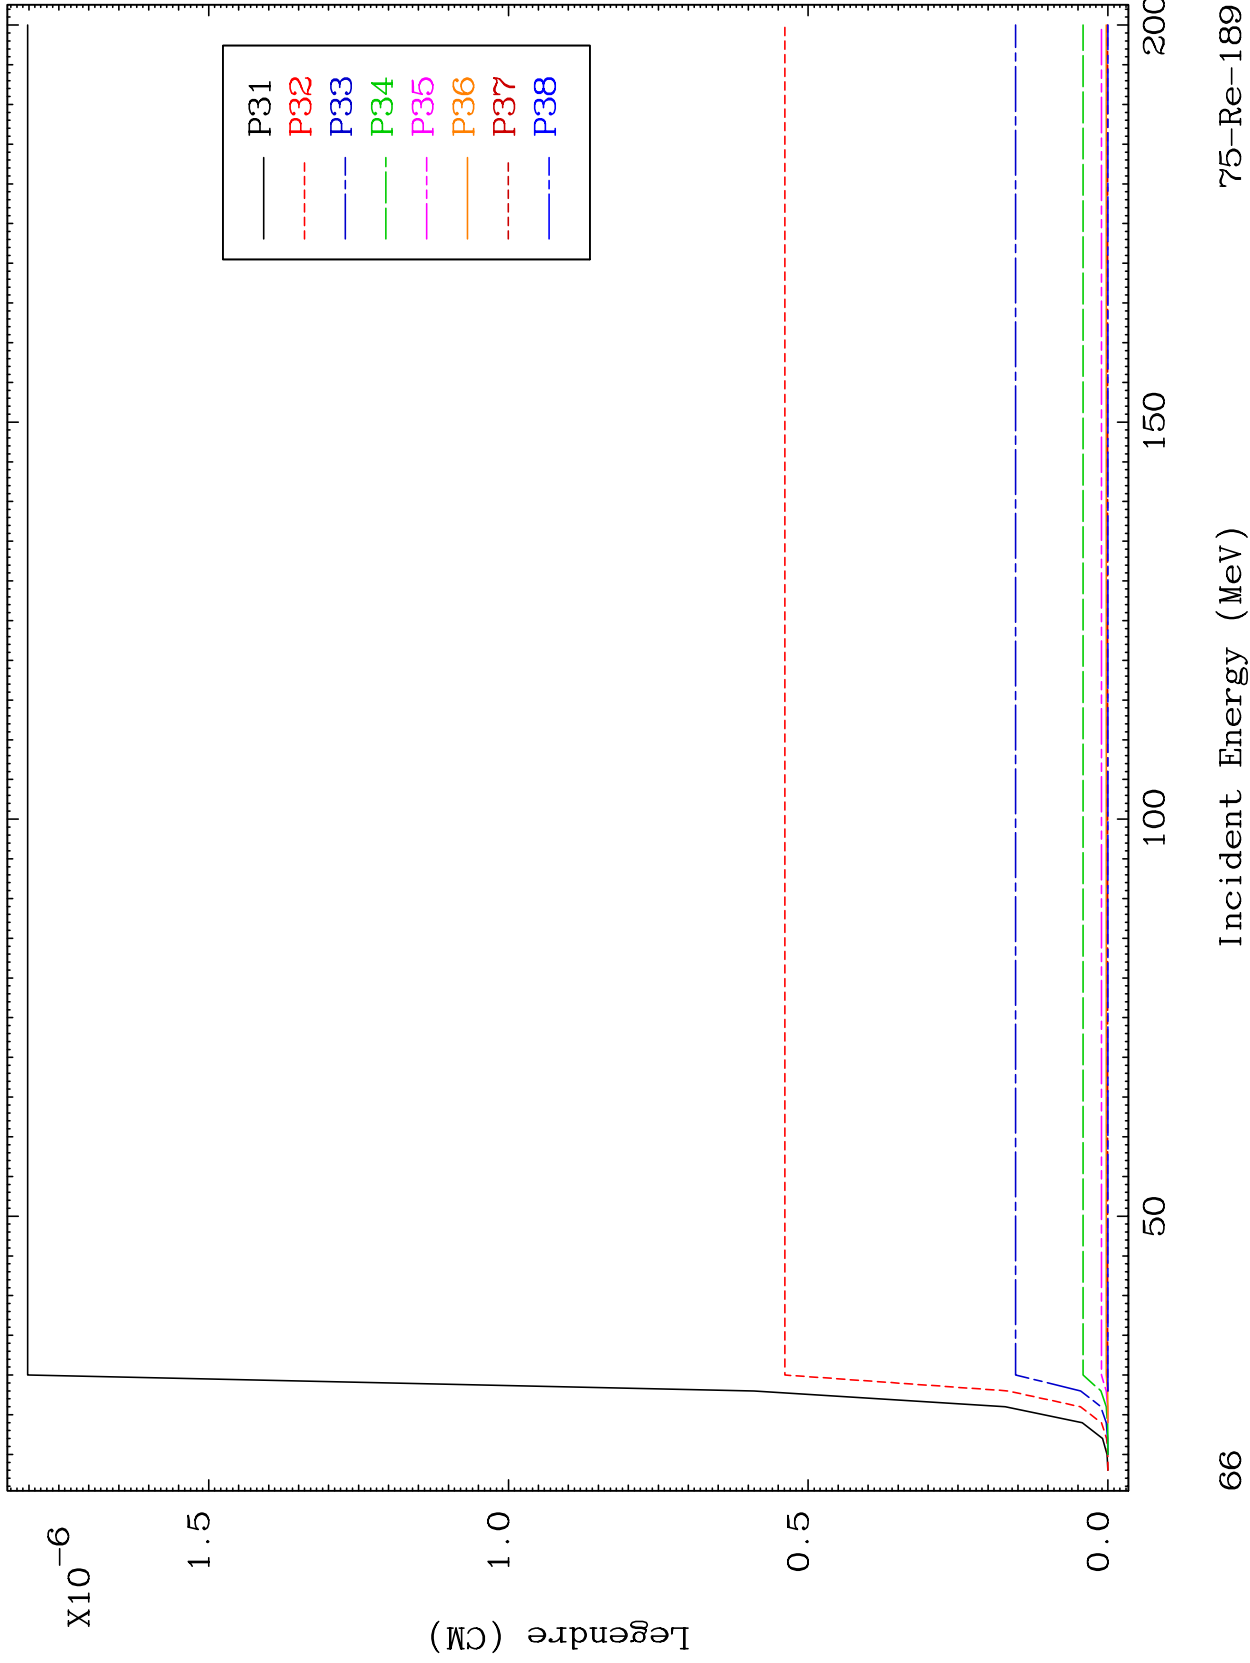 X10-6
1.5
1.0
0.5
0.0
Legendre (CM)
P31
P32
P33
P34
P35
P36
P37
P38
50
100
150
200
Incident Energy (MeV)
66
75-Re-189